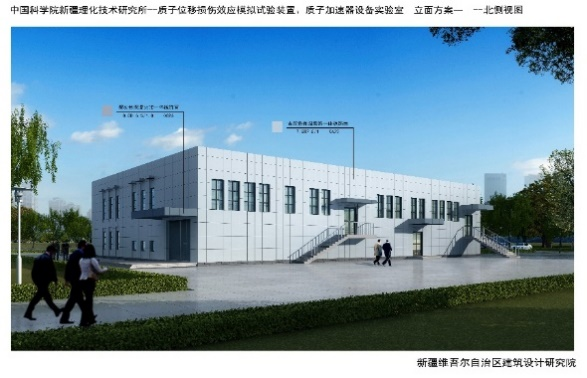 中国科学院新疆理化技术研究所--质子位移损伤效应模拟试验装置，质子加速器设备实验室 立面方案一 --北侧视图
新疆维吾尔自治区建筑设计研究院